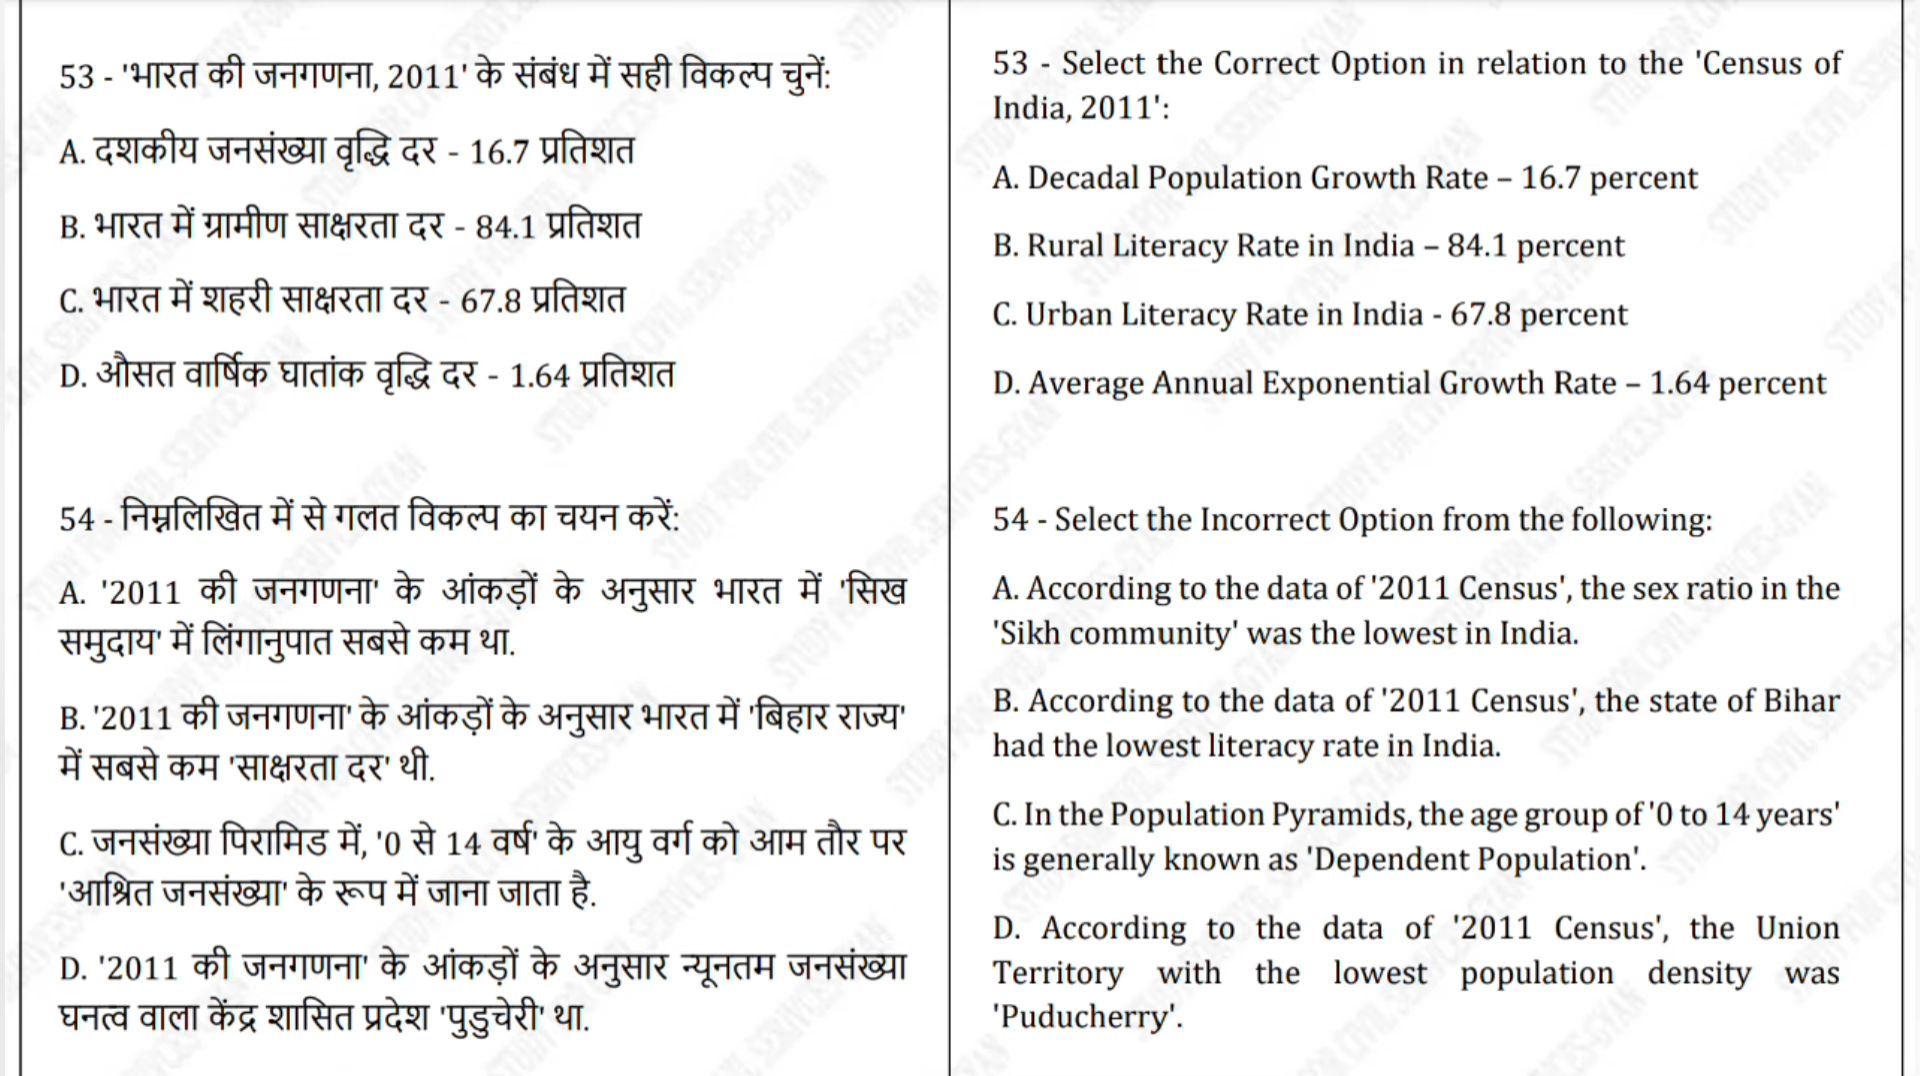 53 - 'भारत की जनगणना, 2011' के संबंध में सही विकल्प चुनें:
A. दशकीय जनसंख्या वृद्धि दर - 16.7 प्रतिशत
B. भारत में ग्रामीण साक्षरता दर - 84.1 प्रतिशत
C. भारत में शहरी साक्षरता दर - 67.8 प्रतिशत
D. औसत वार्षिक घातांक वृद्धि दर - 1.64 प्रतिशत
54 - निम्नलिखित में से गलत विकल्प का चयन करें:
A. '2011 की जनगणना' के आंकड़ों के अनुसार भारत में 'सिख
समुदाय' में लिंगानुपात सबसे कम था.
B. '2011 की जनगणना' के आंकड़ों के अनुसार भारत में 'बिहार राज्य'
में सबसे कम 'साक्षरता दर' थी.
C. जनसंख्या पिरामिड में, '0 से 14 वर्ष' के आयु वर्ग को आम तौर पर
'आश्रित जनसंख्या' के रूप में जाना जाता है.
D. '2011 की जनगणना' के आंकड़ों के अनुसार न्यूनतम जनसंख्या
घनत्व वाला केंद्र शासित प्रदेश 'पुडुचेरी' था.
53 - Select the Correct Option in relation to the 'Census of
India, 2011':
A. Decadal Population Growth Rate – 16.7 percent
B. Rural Literacy Rate in India – 84.1 percent
C. Urban Literacy Rate in India - 67.8 percent
D. Average Annual Exponential Growth Rate – 1.64 percent
54 - Select the Incorrect Option from the following:
A. According to the data of '2011 Census', the sex ratio in the
'Sikh community' was the lowest in India.
B. According to the data of '2011 Census', the state of Bihar
had the lowest literacy rate in India.
C. In the Population Pyramids, the age group of '0 to 14 years'
is generally known as 'Dependent Population'.
D. According to the data of '2011 Census', the Union
Territory with the lowest population density was
'Puducherry'.